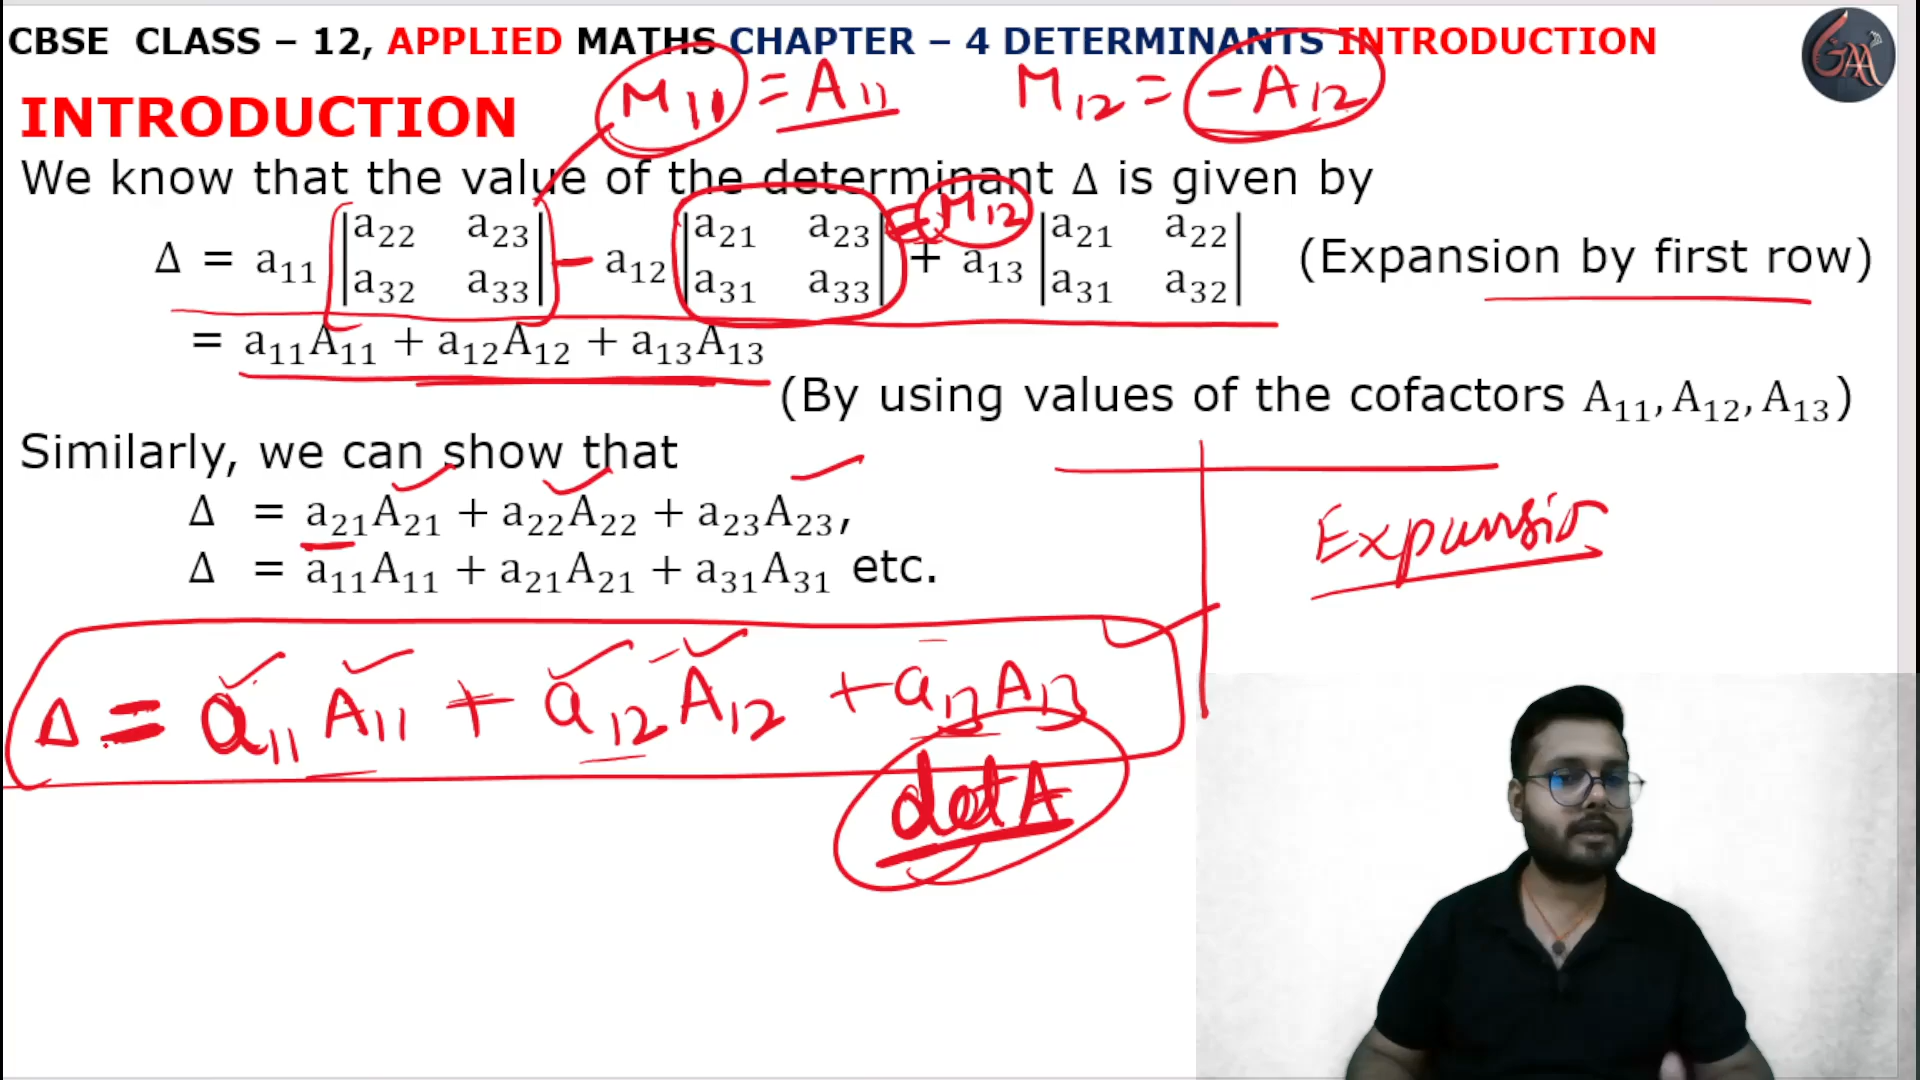 CBSE CLASS – 12, APPLIED MATHS CHAPTER – 4 DETERMINANTS INTRODUCTION
GAA
INTRODUCTION
M₁₁ = A₁₁ M₁₂ = -A₁₂
We know that the value of the determinant Δ is given by
Δ = a₁₁ |a₂₂ a₂₃; a₃₂ a₃₃| – a₁₂ |a₂₁ a₂₃; a₃₁ a₃₃| + a₁₃ |a₂₁ a₂₂; a₃₁ a₃₂| (Expansion by first row)
= M₁₂
= a₁₁A₁₁ + a₁₂A₁₂ + a₁₃A₁₃
(By using values of the cofactors A₁₁, A₁₂, A₁₃)
Similarly, we can show that
Δ = a₂₁A₂₁ + a₂₂A₂₂ + a₂₃A₂₃,
Δ = a₁₁A₁₁ + a₂₁A₂₁ + a₃₁A₃₁ etc.
Expansio
Δ = a₁₁ A₁₁ + a₁₂ A₁₂ + a₁₃ A₁₃
det A